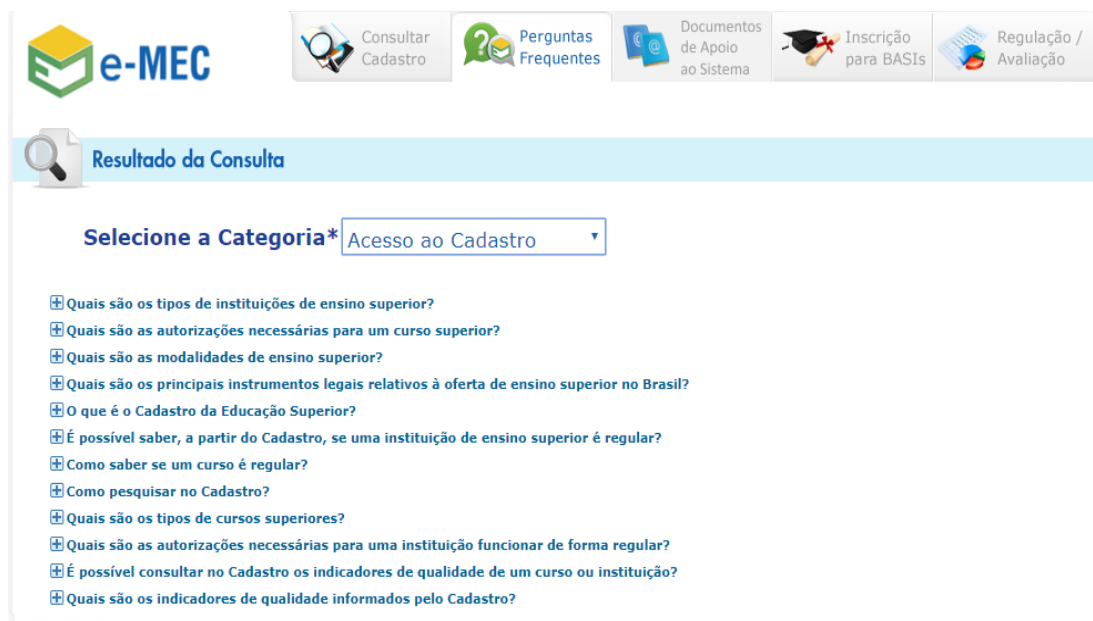 e-MEC
Consultar
Cadastro
Perguntas
Frequentes
Documentos
de Apoio
ao Sistema
Inscrição
para BASIs
Regulação /
Avaliação
Resultado da Consulta
Selecione a Categoria* Acesso ao Cadastro
Quais são os tipos de instituições de ensino superior?
Quais são as autorizações necessárias para um curso superior?
Quais são as modalidades de ensino superior?
Quais são os principais instrumentos legais relativos à oferta de ensino superior no Brasil?
O que é o Cadastro da Educação Superior?
É possível saber, a partir do Cadastro, se uma instituição de ensino superior é regular?
Como saber se um curso é regular?
Como pesquisar no Cadastro?
Quais são os tipos de cursos superiores?
Quais são as autorizações necessárias para uma instituição funcionar de forma regular?
É possível consultar no Cadastro os indicadores de qualidade de um curso ou instituição?
Quais são os indicadores de qualidade informados pelo Cadastro?